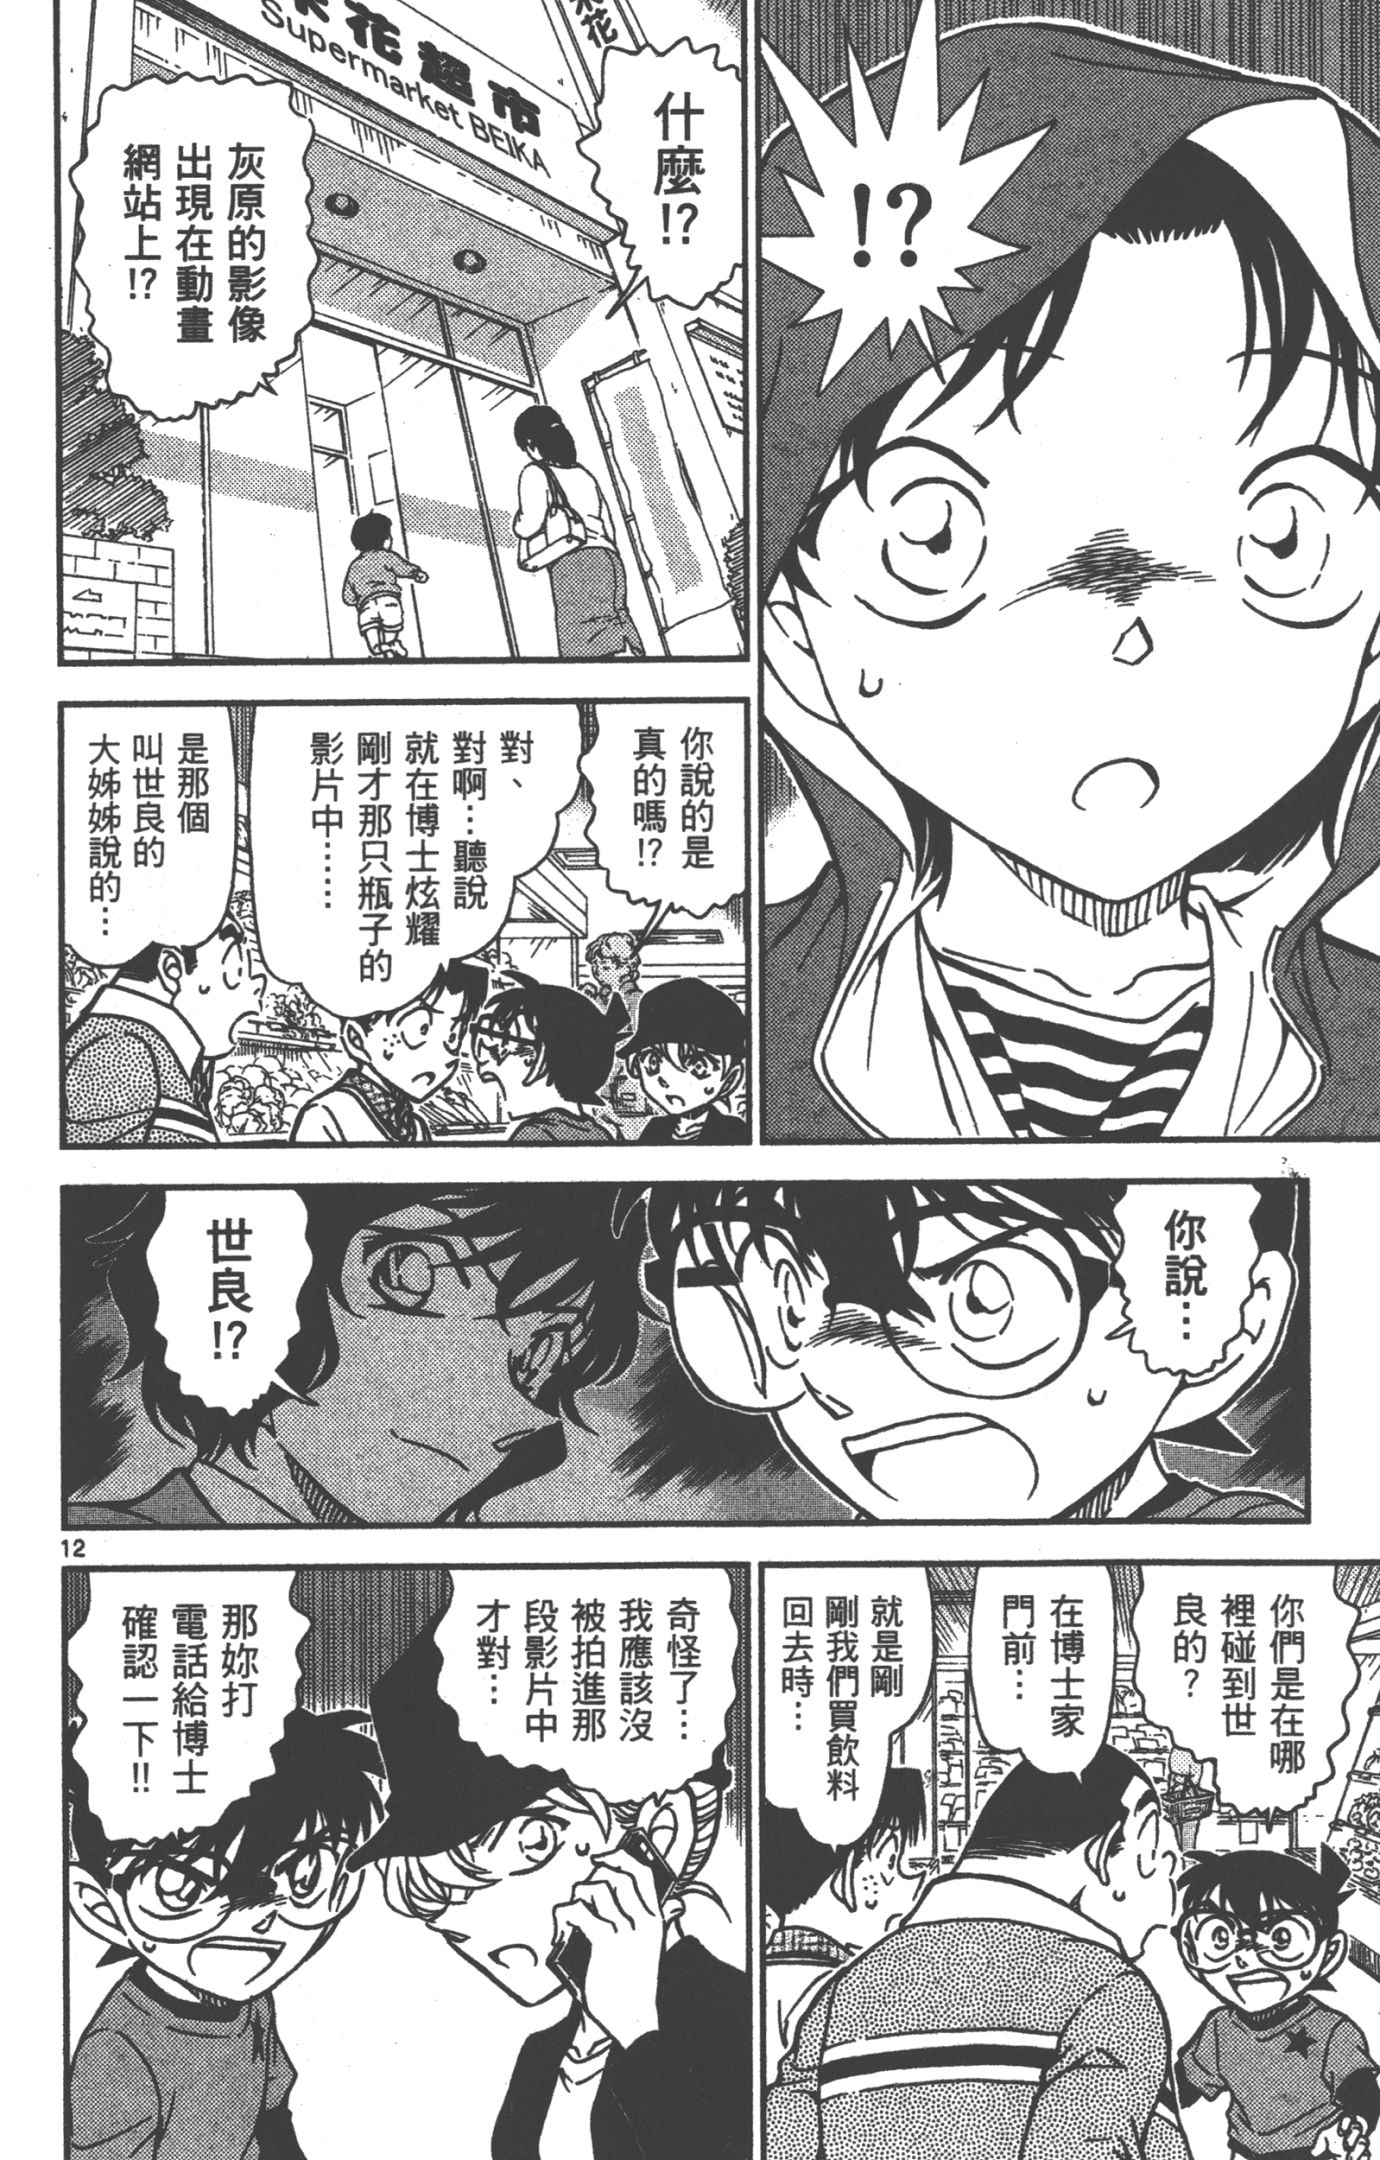 !?
什麼!?
米花超市
Supermarket BEIKA
米花
灰原的影像
出現在動畫
網站上!?
你說的是
真的嗎!?
對、
對啊…聽說
就在博士炫耀
剛才那只瓶子的
影片中……
是那個
叫世良的
大姊姊說的…
你說…
世良!?
12
你們是在哪
裡碰到世
良的?
在博士家
門前…
就是剛
剛我們買飲料
回去時…
奇怪了…
我應該沒
被拍進那
段影片中
才對…
那妳打
電話給博士
確認一下!!